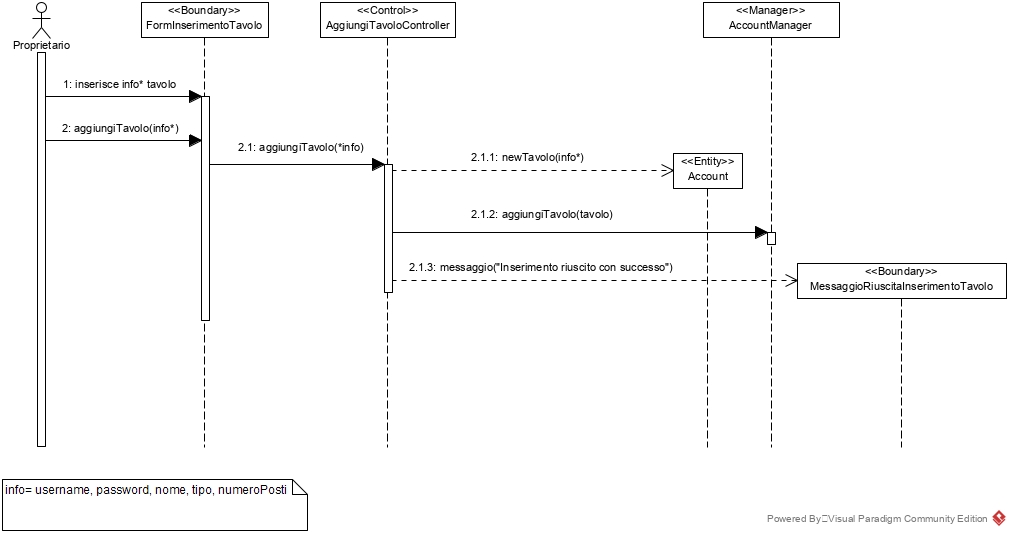 <<Boundary>>
FormInserimentoTavolo
<<Control>>
AggiungiTavoloController
<<Manager>>
AccountManager
Proprietario
1: inserisce info* tavolo
2: aggiungiTavolo(info*)
2.1: aggiungiTavolo(*info)
2.1.1: newTavolo(info*)
<<Entity>>
Account
2.1.2: aggiungiTavolo(tavolo)
2.1.3: messaggio("Inserimento riuscito con successo")
<<Boundary>>
MessaggioRiuscitaInserimentoTavolo
info= username, password, nome, tipo, numeroPosti
Powered By Visual Paradigm Community Edition